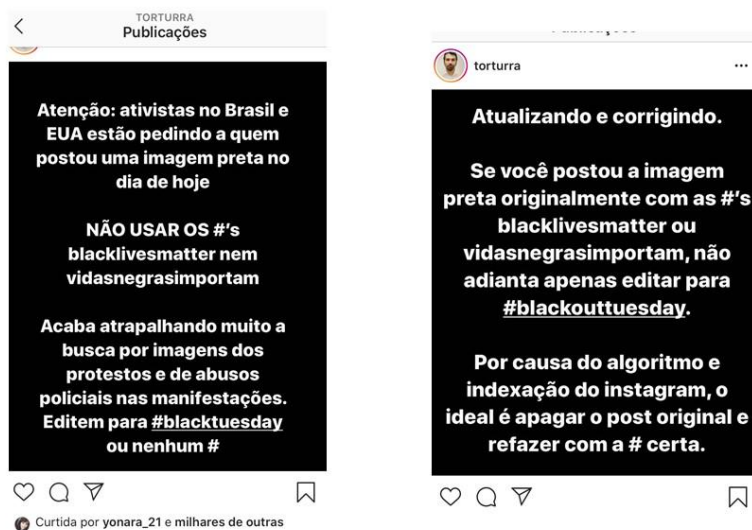 TORTURRA
Publicações
Atenção: ativistas no Brasil e
EUA estão pedindo a quem
postou uma imagem preta no
dia de hoje
NÃO USAR OS #'s
blacklivesmatter nem
vidasnegrasimportam
Acaba atrapalhando muito a
busca por imagens dos
protestos e de abusos
policiais nas manifestações.
Editem para #blacktuesday
ou nenhum #
Curtida por yonara_21 e milhares de outras
torturra
Atualizando e corrigindo.
Se você postou a imagem
preta originalmente com as #'s
blacklivesmatter ou
vidasnegrasimportam, não
adianta apenas editar para
#blackouttuesday.
Por causa do algoritmo e
indexação do instagram, o
ideal é apagar o post original e
refazer com a # certa.